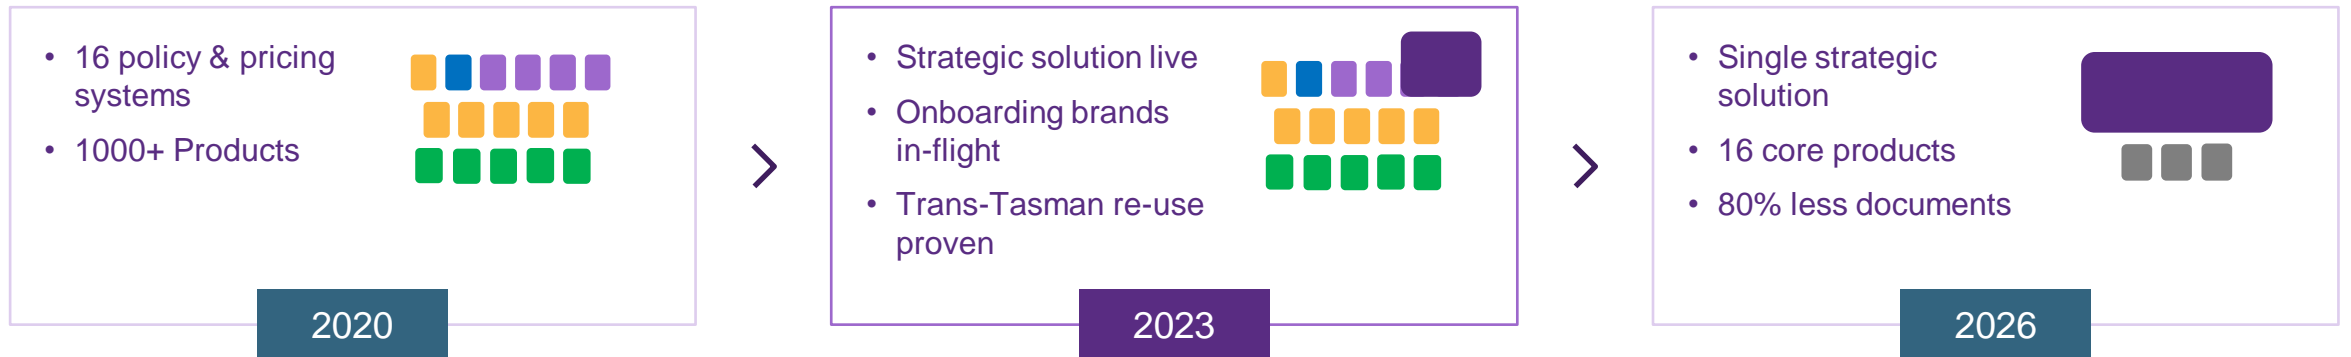 • 16 policy & pricing
systems
• 1000+ Products
2020
• Strategic solution live
• Onboarding brands
in-flight
• Trans-Tasman re-use
proven
2023
• Single strategic
solution
• 16 core products
• 80% less documents
2026